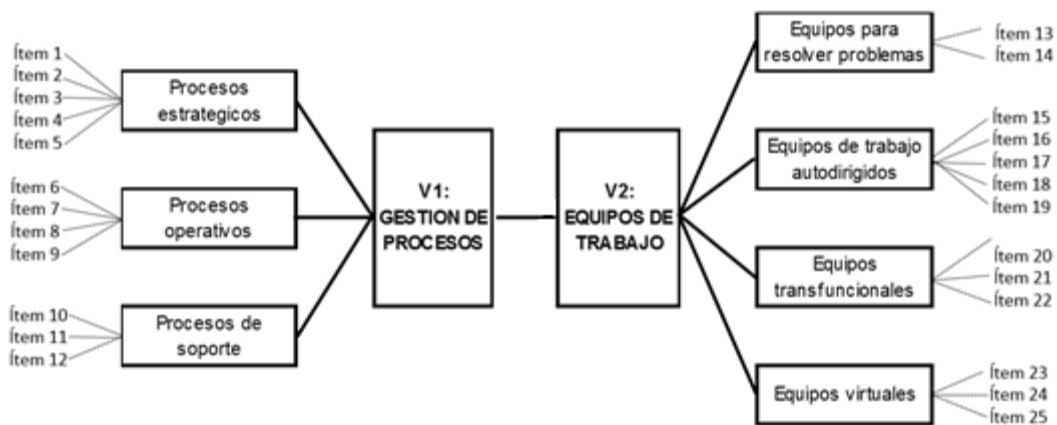 Ítem 1
Ítem 2
Ítem 3
Ítem 4
Ítem 5
Procesos
estrategicos
Ítem 6
Ítem 7
Ítem 8
Ítem 9
Procesos
operativos
Ítem 10
Ítem 11
Ítem 12
Procesos de
soporte
V1:
GESTION DE
PROCESOS
V2:
EQUIPOS DE
TRABAJO
Equipos para
resolver problemas
Ítem 13
Ítem 14
Equipos de trabajo
autodirigidos
Ítem 15
Ítem 16
Ítem 17
Ítem 18
Ítem 19
Equipos
transfuncionales
Ítem 20
Ítem 21
Ítem 22
Equipos virtuales
Ítem 23
Ítem 24
Ítem 25